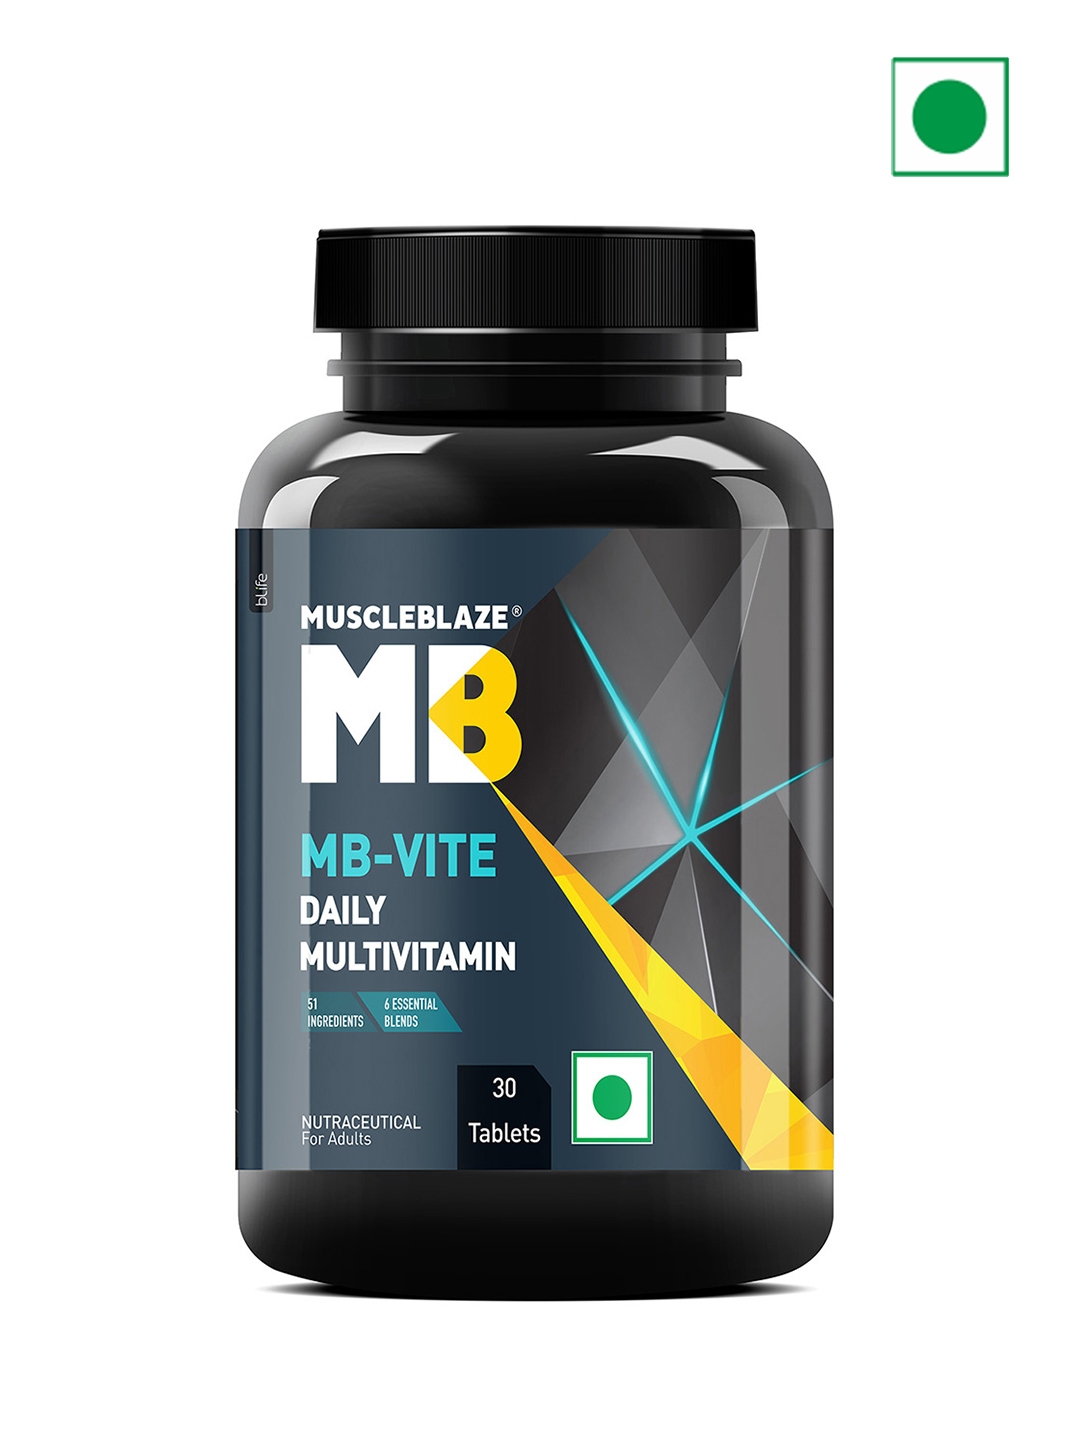 bLife
MUSCLEBLAZE®
MB
MB-VITE
DAILY
MULTIVITAMIN
51
INGREDIENTS
6 ESSENTIAL
BLENDS
NUTRACEUTICAL
For Adults
30
Tablets